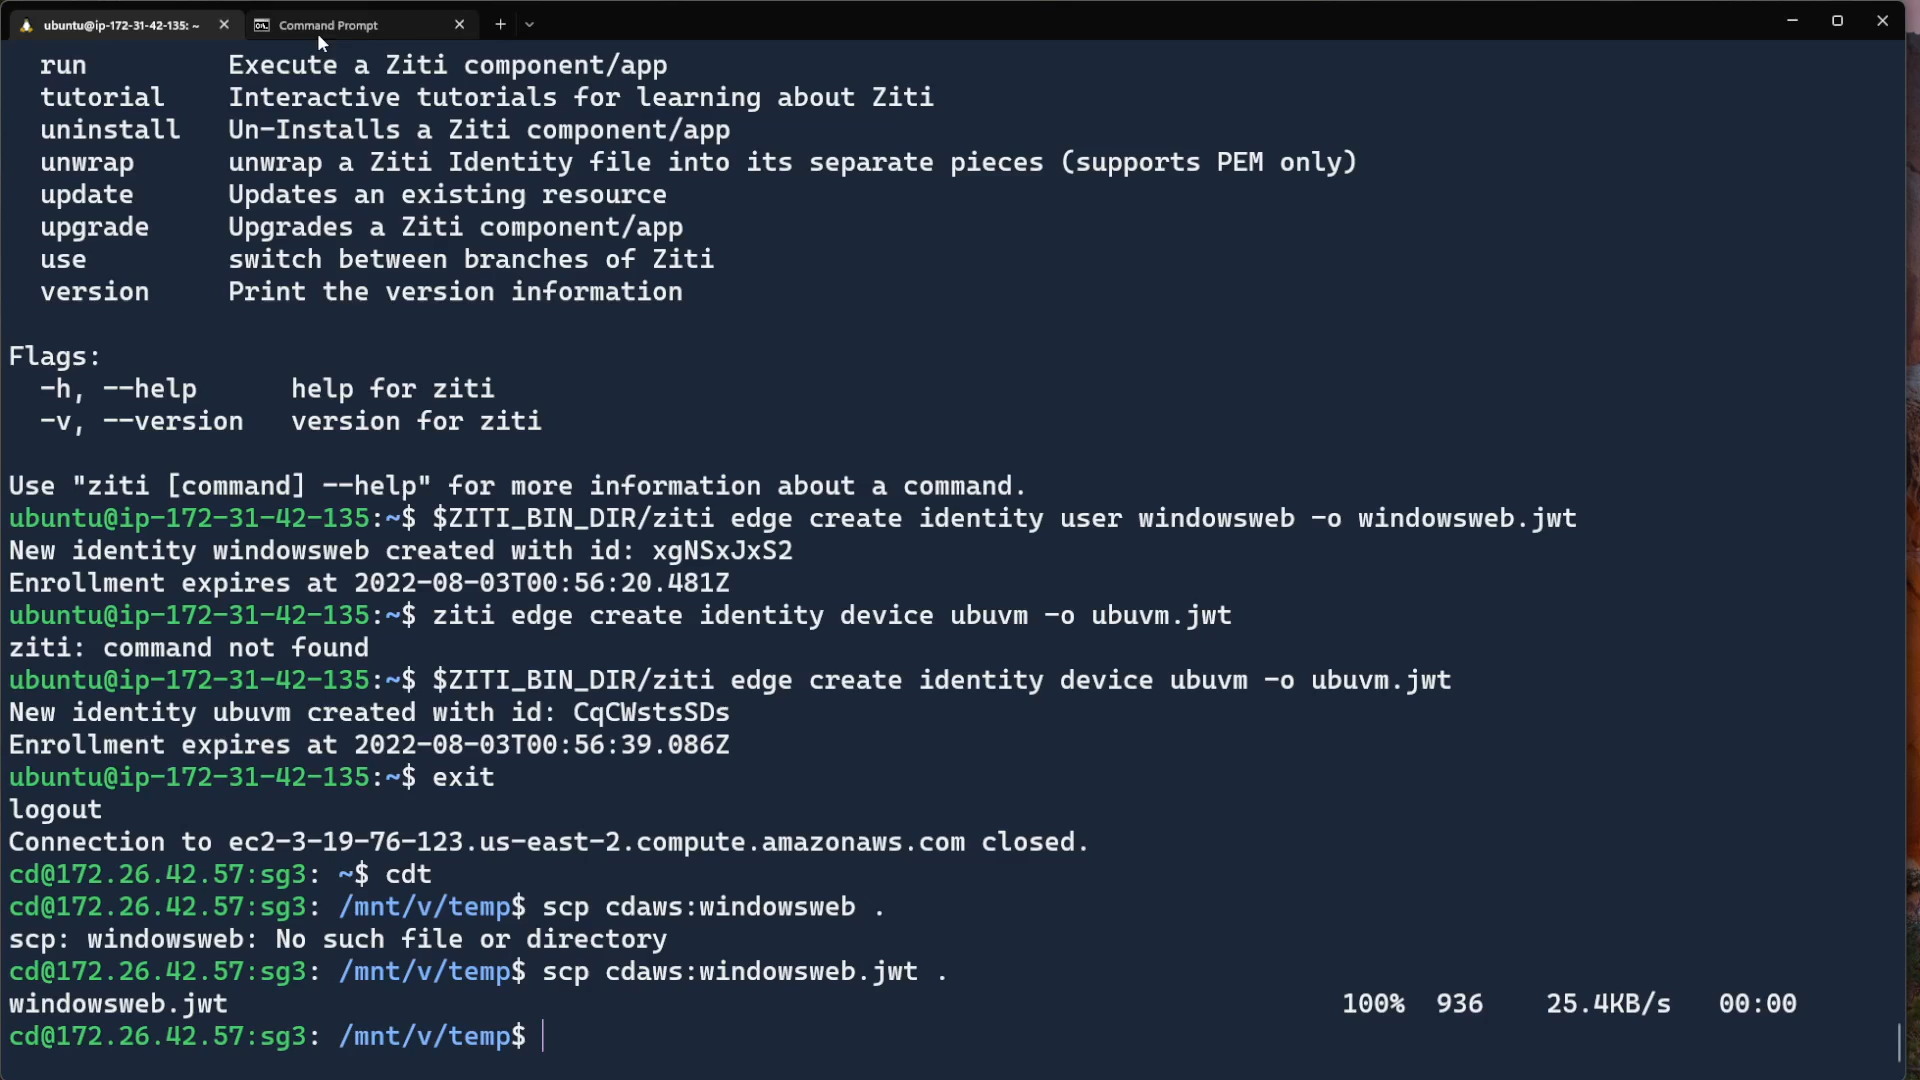 ubuntu@ip-172-31-42-135: ~
Command Prompt
run Execute a Ziti component/app
tutorial Interactive tutorials for learning about Ziti
uninstall Un-Installs a Ziti component/app
unwrap unwrap a Ziti Identity file into its separate pieces (supports PEM only)
update Updates an existing resource
upgrade Upgrades a Ziti component/app
use switch between branches of Ziti
version Print the version information
Flags:
-h, --help help for ziti
-v, --version version for ziti
Use "ziti [command] --help" for more information about a command.
ubuntu@ip-172-31-42-135:~$ $ZITI_BIN_DIR/ziti edge create identity user windowsweb -o windowsweb.jwt
New identity windowsweb created with id: xgNSxJxS2
Enrollment expires at 2022-08-03T00:56:20.481Z
ubuntu@ip-172-31-42-135:~$ ziti edge create identity device ubuvm -o ubuvm.jwt
ziti: command not found
ubuntu@ip-172-31-42-135:~$ $ZITI_BIN_DIR/ziti edge create identity device ubuvm -o ubuvm.jwt
New identity ubuvm created with id: CqCWstsSDs
Enrollment expires at 2022-08-03T00:56:39.086Z
ubuntu@ip-172-31-42-135:~$ exit
logout
Connection to ec2-3-19-76-123.us-east-2.compute.amazonaws.com closed.
cd@172.26.42.57:sg3: ~$ cdt
cd@172.26.42.57:sg3: /mnt/v/temp$ scp cdaws:windowsweb .
scp: windowsweb: No such file or directory
cd@172.26.42.57:sg3: /mnt/v/temp$ scp cdaws:windowsweb.jwt .
windowsweb.jwt 100% 936 25.4KB/s 00:00
cd@172.26.42.57:sg3: /mnt/v/temp$